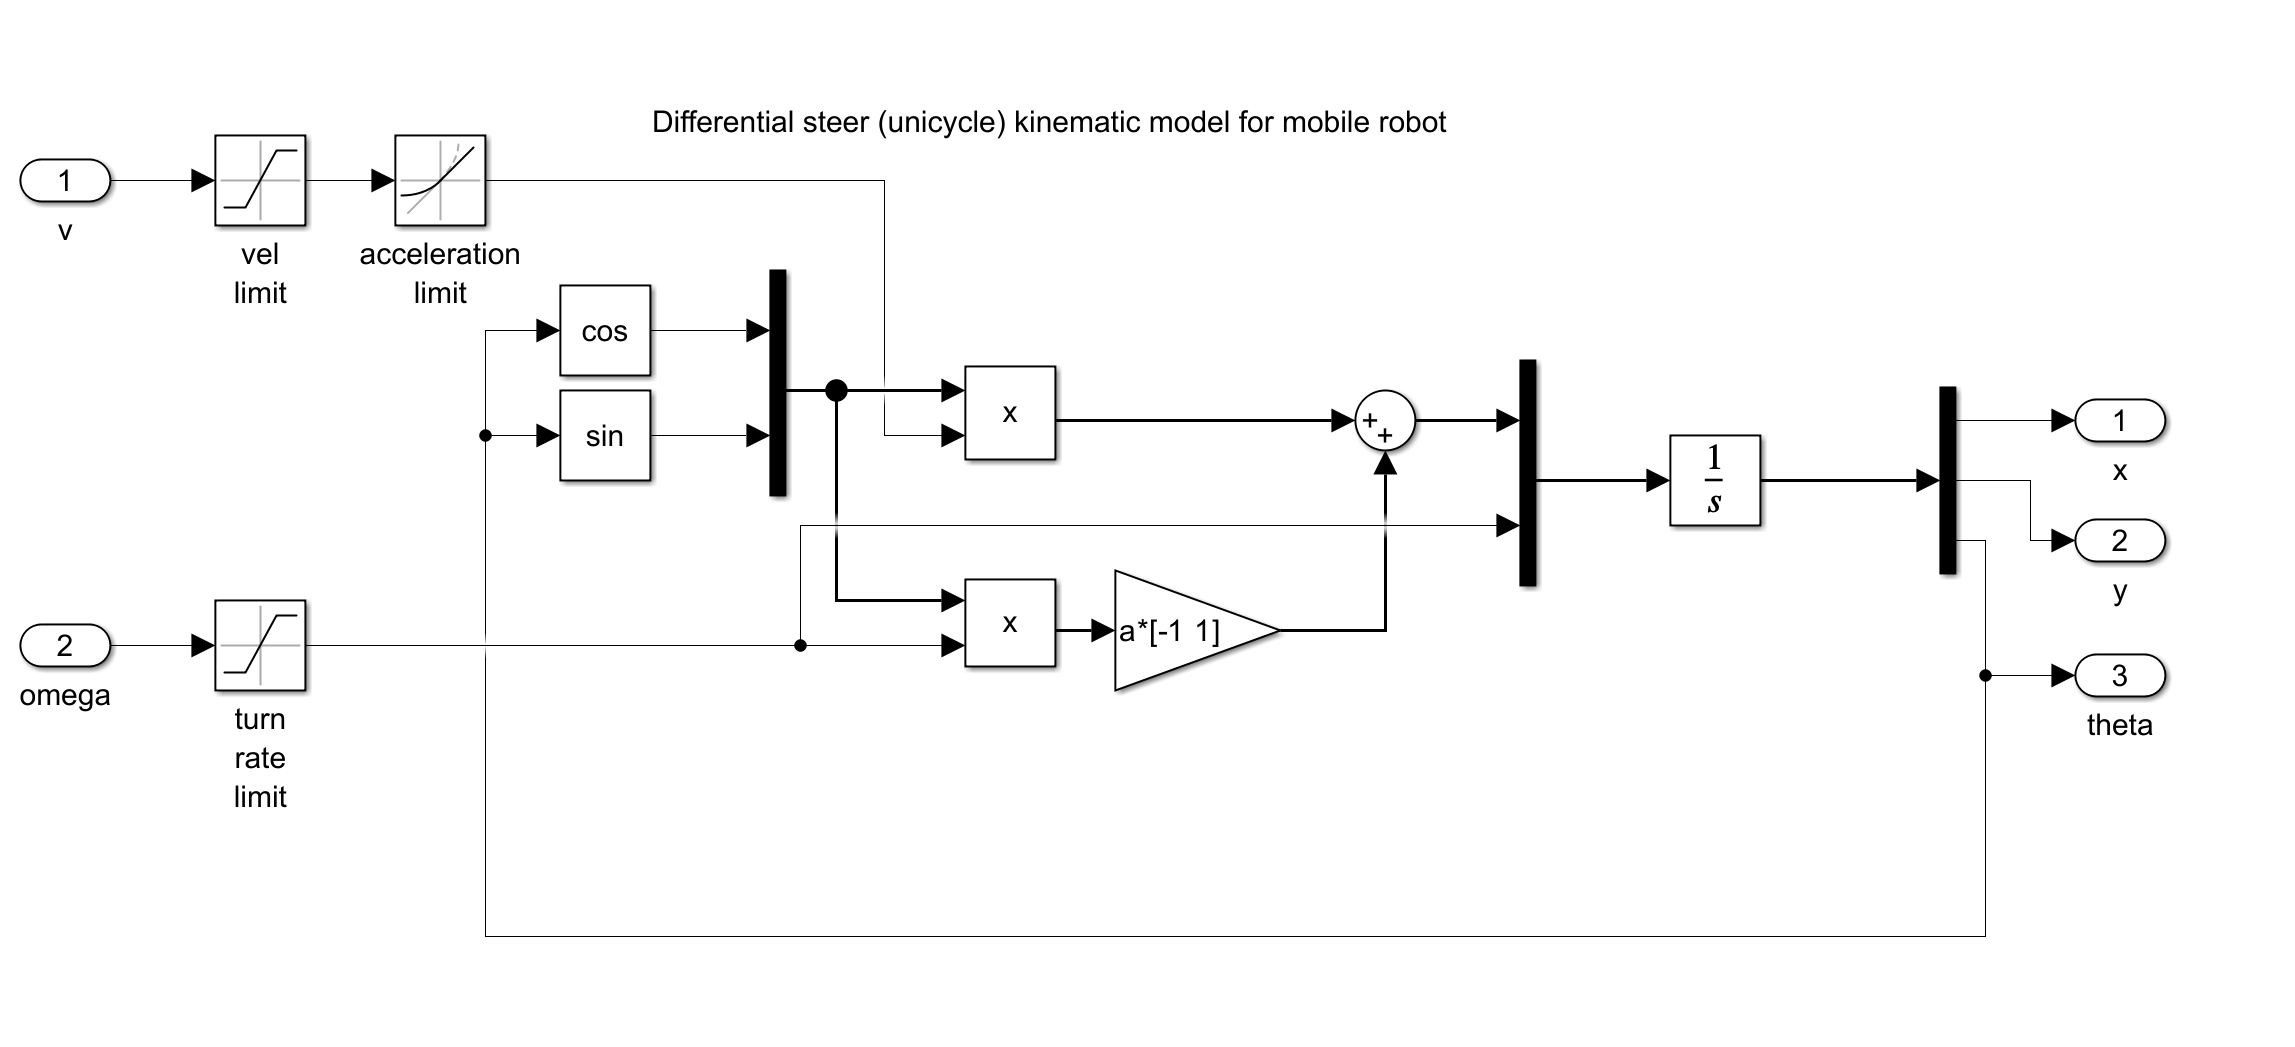 Differential steer (unicycle) kinematic model for mobile robot
1
v
vel
limit
acceleration
limit
cos
sin
x
+
+
1
s
1
x
2
y
2
omega
turn
rate
limit
x
a*[-1 1]
3
theta